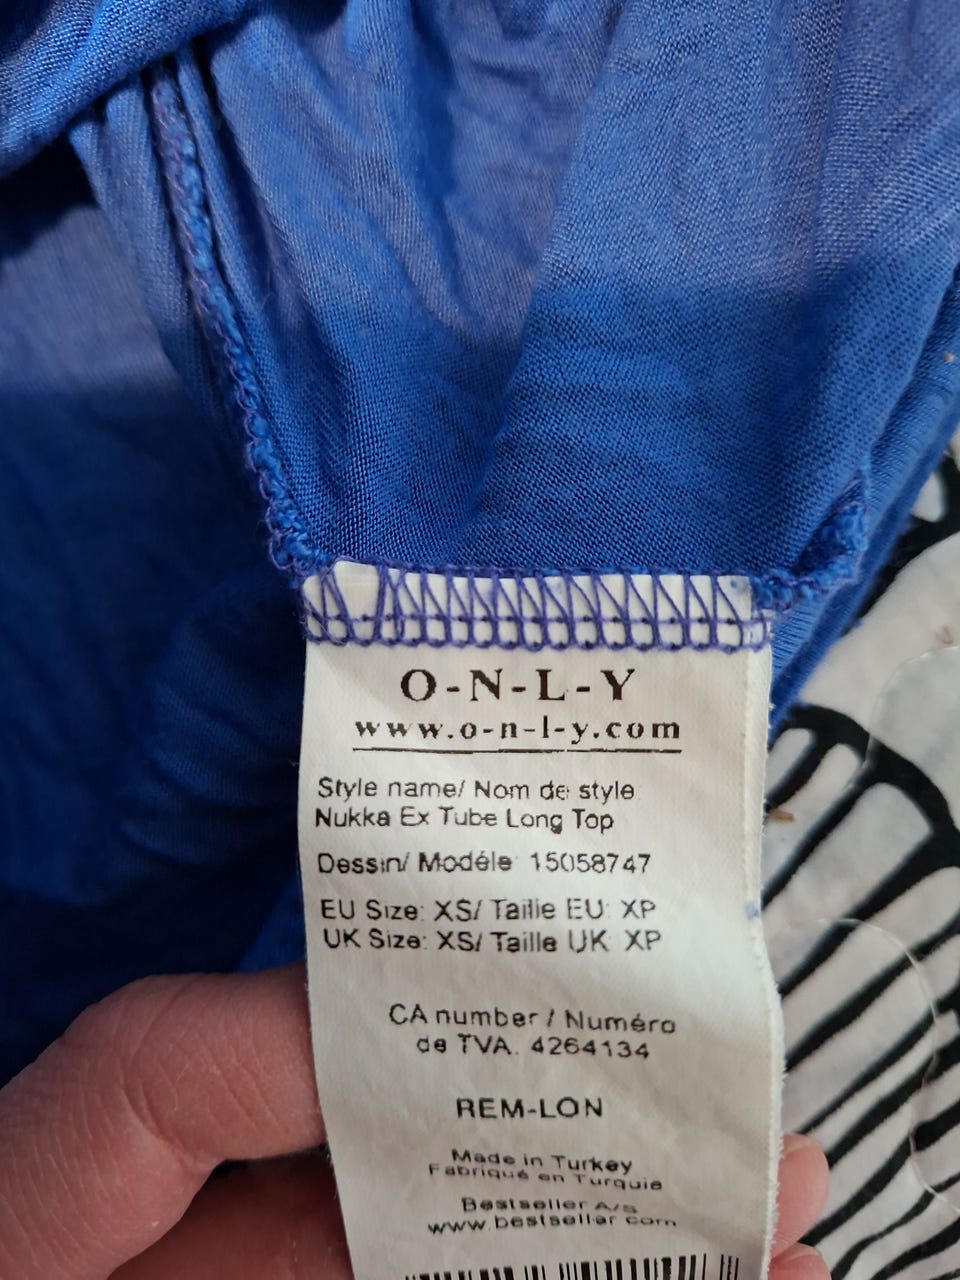 O-N-L-Y
www.o-n-l-y.com
Style name/ Nom de style
Nukka Ex Tube Long Top
Dessin/ Modéle 15058747
EU Size: XS/ Taille EU: XP
UK Size: XS/ Taille UK: XP
CA number / Numéro
de TVA. 4264134
REM-LON
Made in Turkey
Fabriqué en Turquie
Bestseller A/S
www.bestseller.com